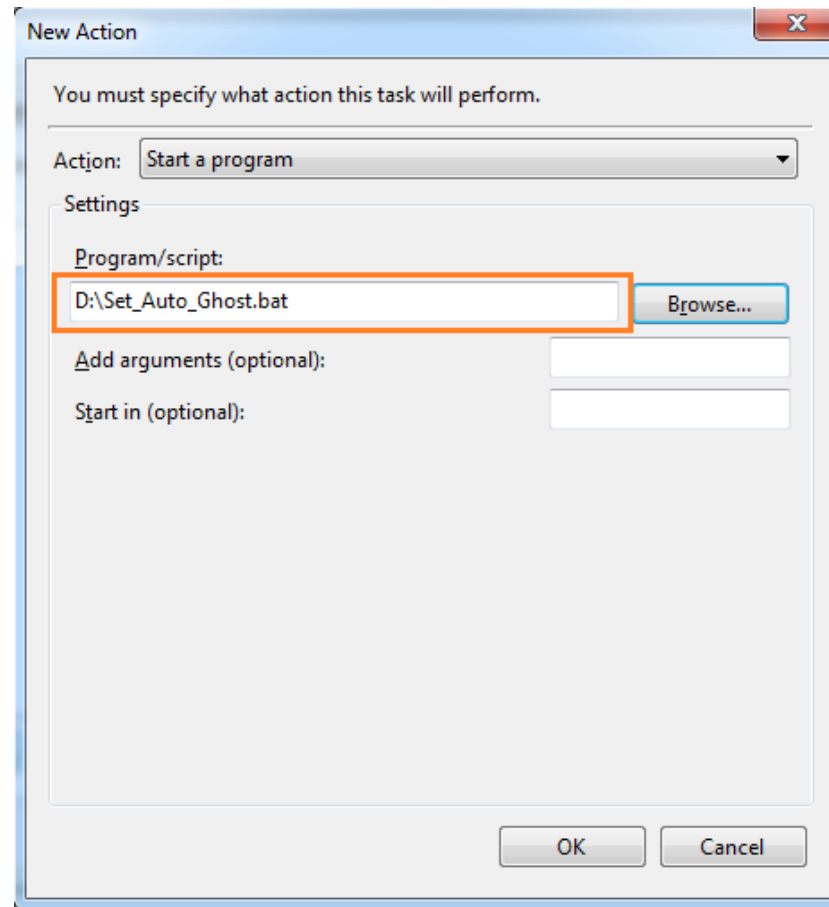 New Action
You must specify what action this task will perform.
Action: Start a program
Settings
Program/script:
D:\Set_Auto_Ghost.bat Browse...
Add arguments (optional):
Start in (optional):
OK Cancel